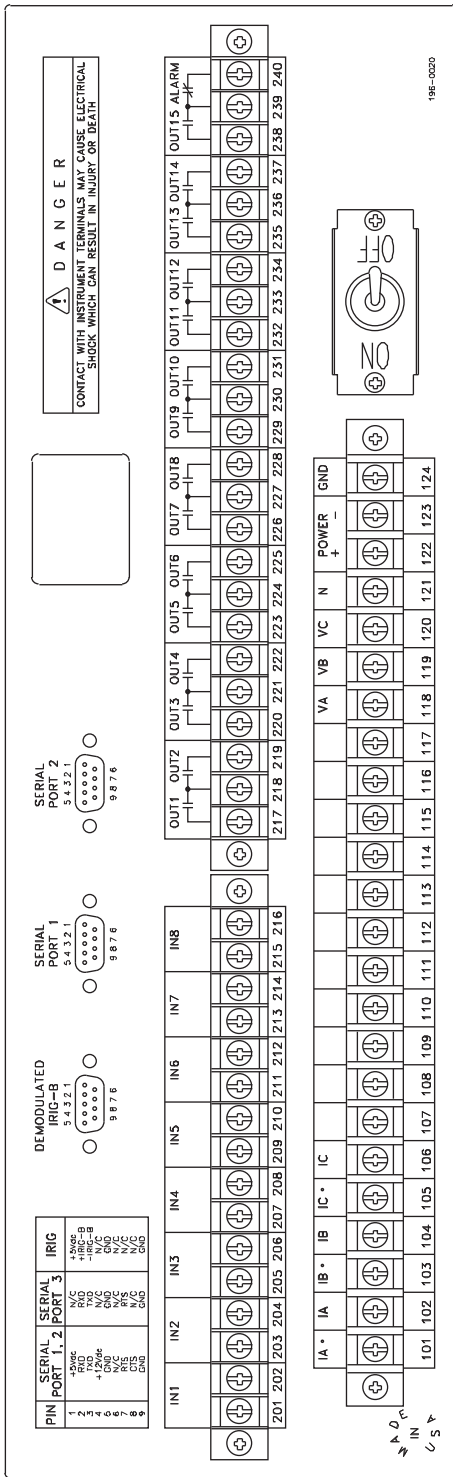 PIN SERIAL PORT 1, 2 SERIAL PORT 3 IRIG
1 +5Vdc N/C +5Vdc
2 RXD RXD +IRIG-B
3 TXD TXD -IRIG-B
4 +12Vdc N/C N/C
5 GND GND GND
6 N/C N/C N/C
7 RTS RTS N/C
8 CTS N/C N/C
9 GND GND GND
DEMODULATED
IRIG-B
5 4 3 2 1
9 8 7 6
SERIAL
PORT 1
5 4 3 2 1
9 8 7 6
SERIAL
PORT 2
5 4 3 2 1
9 8 7 6
DANGER
CONTACT WITH INSTRUMENT TERMINALS MAY CAUSE ELECTRICAL
SHOCK WHICH CAN RESULT IN INJURY OR DEATH
IN1 IN2 IN3 IN4 IN5 IN6 IN7 IN8
201 202 203 204 205 206 207 208 209 210 211 212 213 214 215 216
OUT1 OUT2 OUT3 OUT4 OUT5 OUT6 OUT7 OUT8 OUT9 OUT10 OUT11 OUT12 OUT13 OUT14 OUT15 ALARM
217 218 219 220 221 222 223 224 225 226 227 228 229 230 231 232 233 234 235 236 237 238 239 240
IA• IA IB• IB IC• IC VA VB VC N POWER + - GND
101 102 103 104 105 106 107 108 109 110 111 112 113 114 115 116 117 118 119 120 121 122 123 124
ON OFF
MADE
IN
USA
196-0020